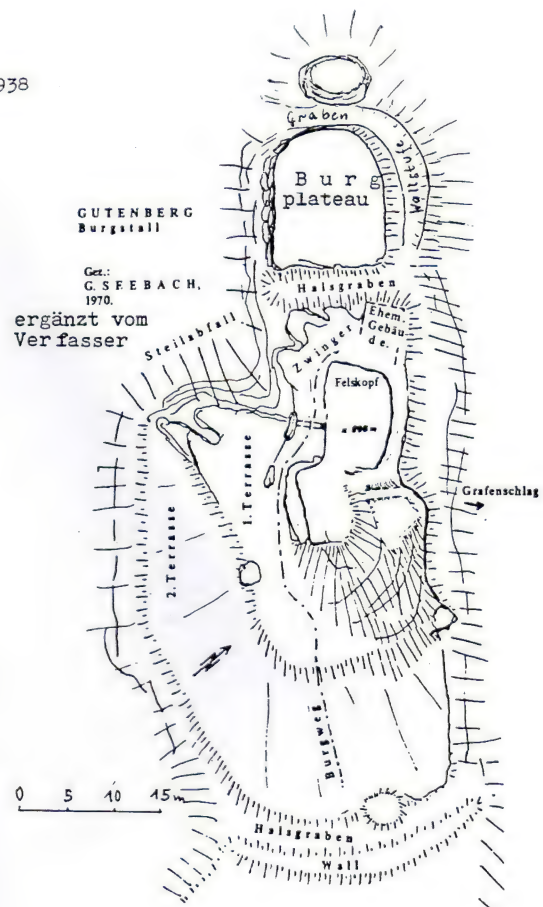 938
Graben
Wallstufe
Burg
plateau
GUTENBERG
Burgstall
Gez.:
G. SEEBACH,
1970.
ergänzt vom
Verfasser
Halsgraben
Steilabfall
Zwinger
Ehem.
Gebäu
de.
Felskopf
1. Terrasse
2. Terrasse
Grafenschlag
Burgweg
0 5 10 15m
Halsgraben
Wall